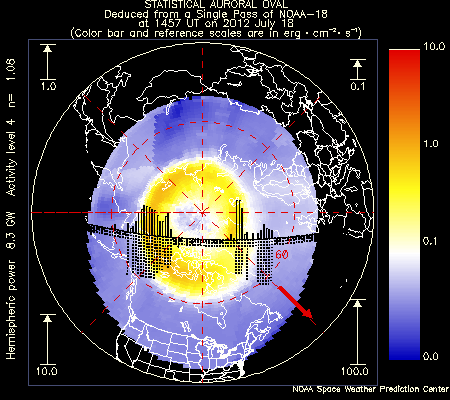 STATISTICAL AURORAL OVAL
Deduced from a Single Pass of NOAA-18
at 1457 UT on 2012 July 18
(Color bar and reference scales are in erg · cm⁻² · s⁻¹)
Hemispheric power 8.3 GW Activity level 4 n= 1.08
1.0
0.1
10.0
100.0
60
10.0
1.0
0.1
0.0
NOAA Space Weather Prediction Center